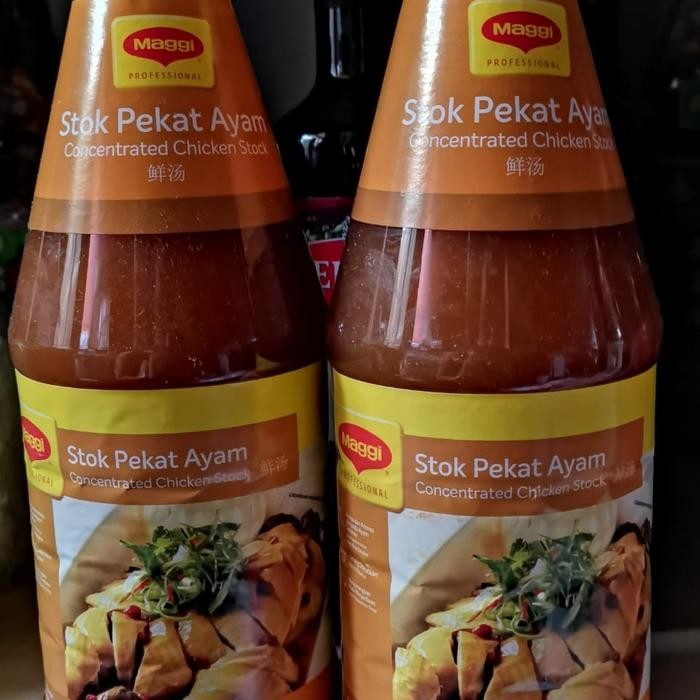 Maggi
PROFESSIONAL
Stok Pekat Ayam
Concentrated Chicken Stock
鲜汤
Maggi
PROFESSIONAL
Stok Pekat Ayam
Concentrated Chicken Stock
鲜汤
Maggi
PROFESSIONAL
Stok Pekat Ayam
Concentrated Chicken Stock
鲜汤
Maggi
PROFESSIONAL
Stok Pekat Ayam
Concentrated Chicken Stock
鲜汤